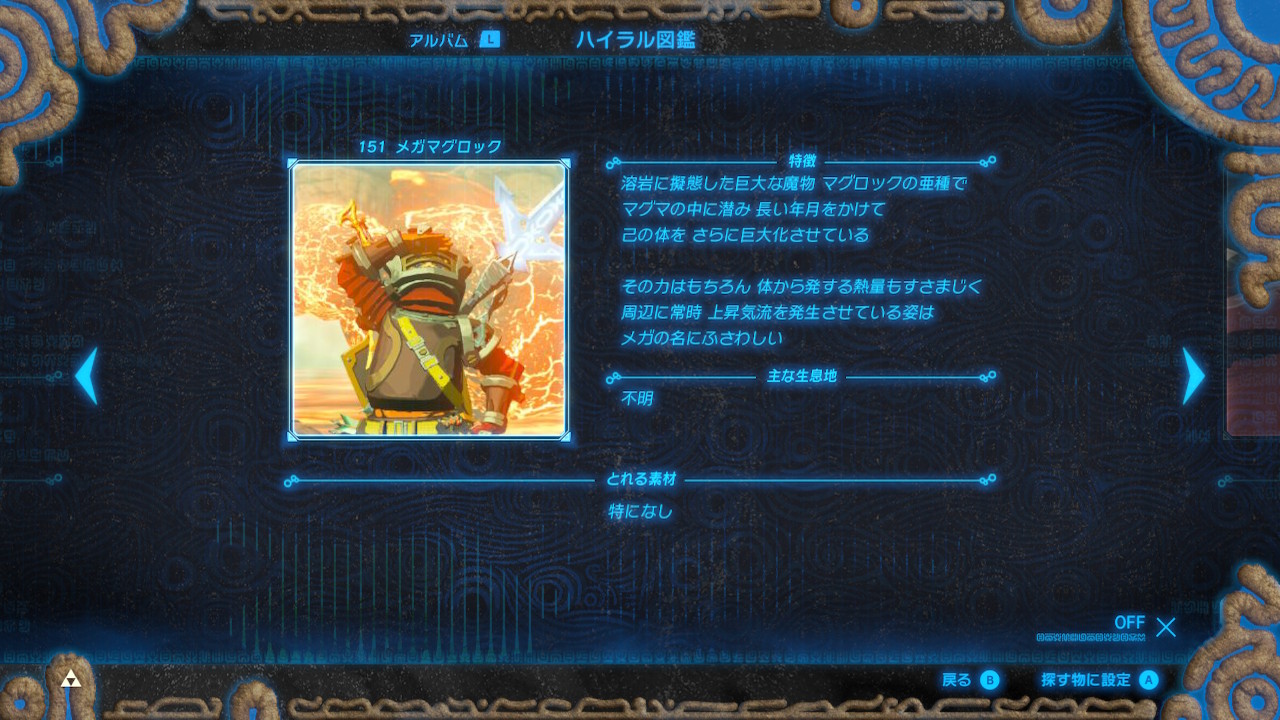 アルバム L
ハイラル図鑑
151 メガマグロック
特徴
溶岩に擬態した巨大な魔物 マグロックの亜種で
マグマの中に潜み 長い年月をかけて
己の体を さらに巨大化させている
その力はもちろん 体から発する熱量もすさまじく
周辺に常時 上昇気流を発生させている姿は
メガの名にふさわしい
主な生息地
不明
とれる素材
特になし
OFF
戻る B
探す物に設定 A